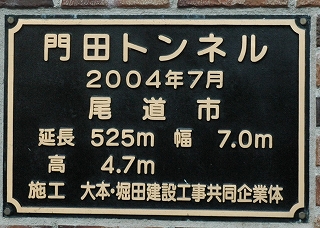 門田トンネル
2004年7月
尾道市
延長 525m 幅 7.0m
高 4.7m
施工 大本・堀田建設工事共同企業体